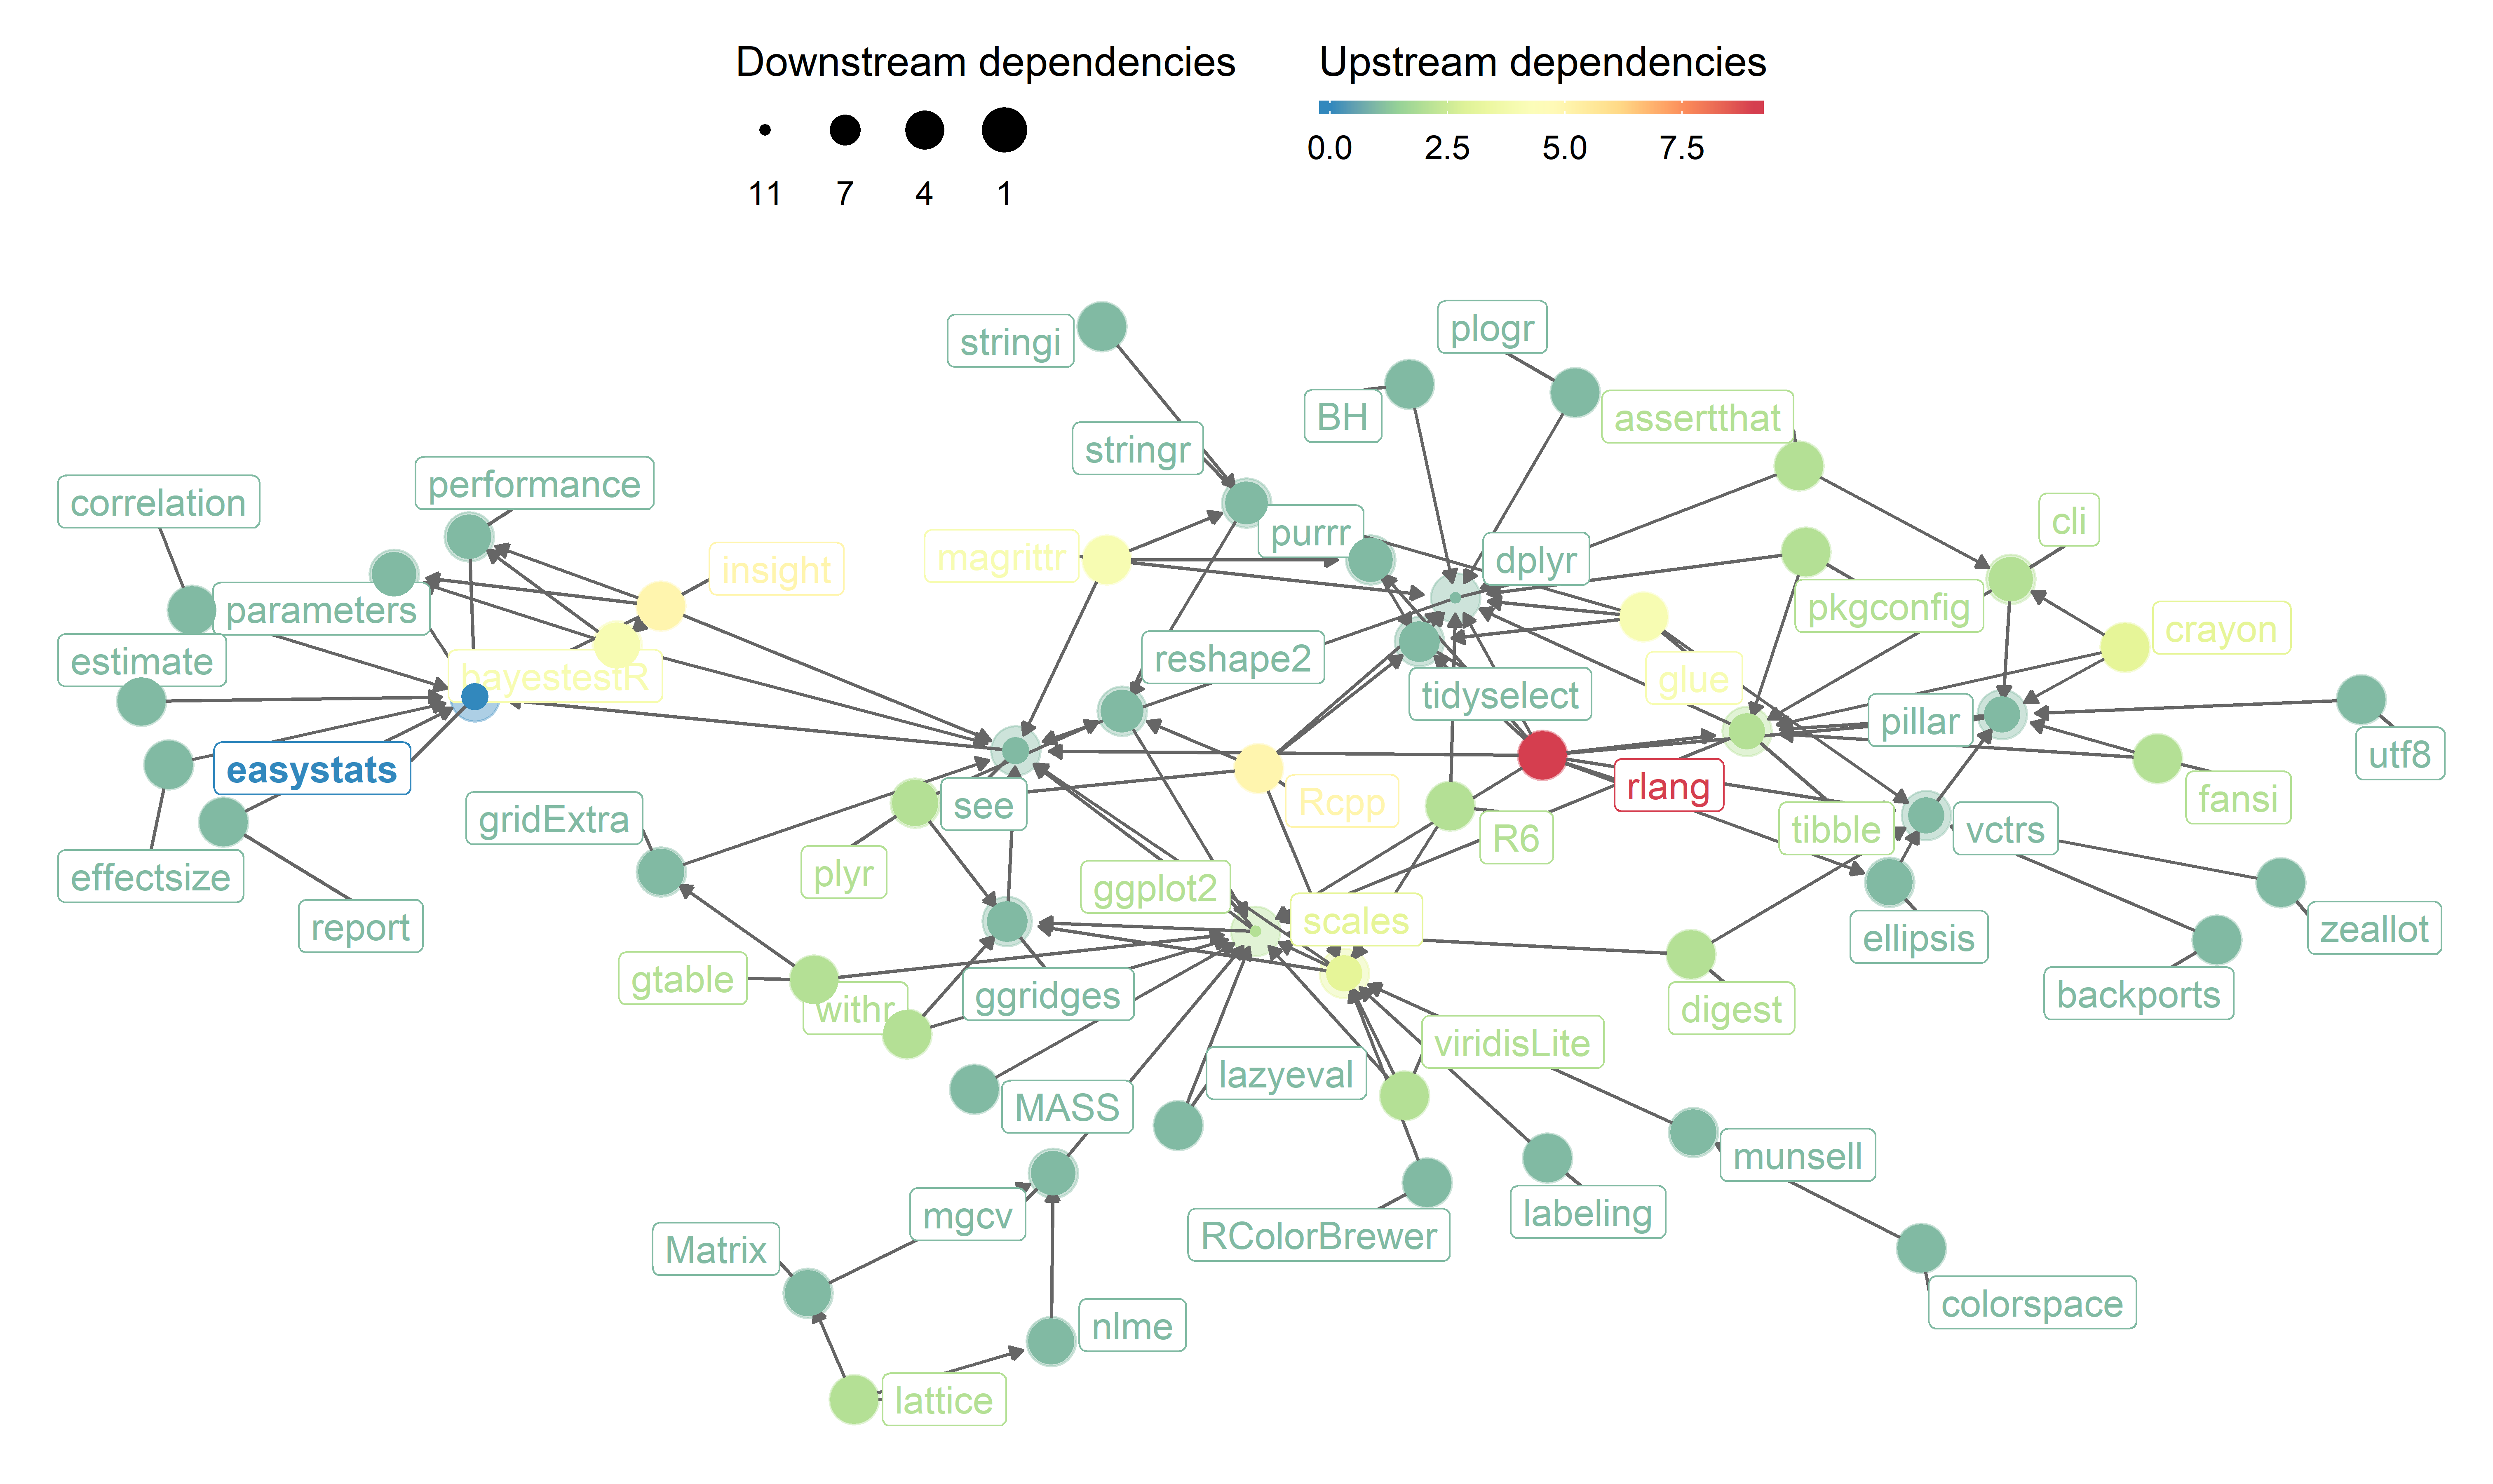 Downstream dependencies
11 7 4 1
Upstream dependencies
0.0 2.5 5.0 7.5
stringi
plogr
BH
assertthat
stringr
performance
correlation
cli
purrr
magrittr
dplyr
insight
parameters
pkgconfig
crayon
estimate
reshape2
bayestestR
glue
tidyselect
pillar
utf8
easystats
rlang
fansi
see
Rcpp
gridExtra
tibble
vctrs
R6
plyr
effectsize
ggplot2
scales
report
zeallot
ellipsis
gtable
ggridges
backports
withr
digest
viridisLite
lazyeval
MASS
munsell
mgcv
labeling
RColorBrewer
Matrix
colorspace
nlme
lattice